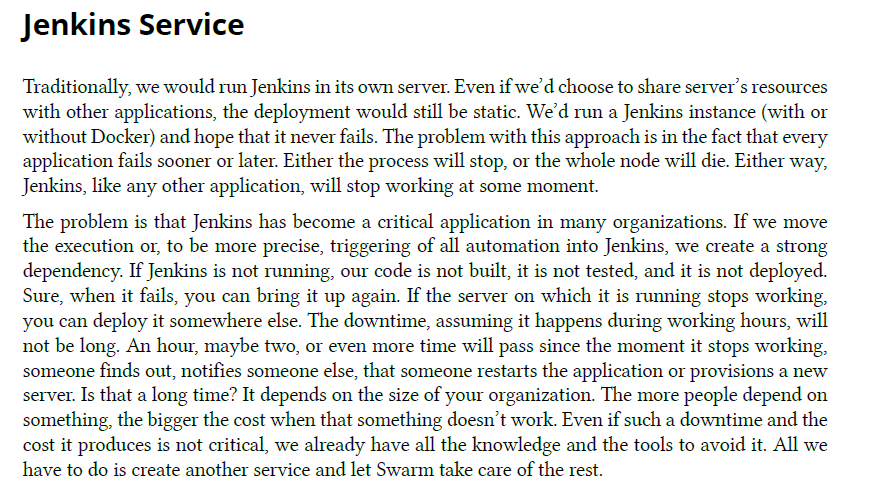 Jenkins Service
Traditionally, we would run Jenkins in its own server. Even if we’d choose to share server’s resources
with other applications, the deployment would still be static. We’d run a Jenkins instance (with or
without Docker) and hope that it never fails. The problem with this approach is in the fact that every
application fails sooner or later. Either the process will stop, or the whole node will die. Either way,
Jenkins, like any other application, will stop working at some moment.
The problem is that Jenkins has become a critical application in many organizations. If we move
the execution or, to be more precise, triggering of all automation into Jenkins, we create a strong
dependency. If Jenkins is not running, our code is not built, it is not tested, and it is not deployed.
Sure, when it fails, you can bring it up again. If the server on which it is running stops working,
you can deploy it somewhere else. The downtime, assuming it happens during working hours, will
not be long. An hour, maybe two, or even more time will pass since the moment it stops working,
someone finds out, notifies someone else, that someone restarts the application or provisions a new
server. Is that a long time? It depends on the size of your organization. The more people depend on
something, the bigger the cost when that something doesn’t work. Even if such a downtime and the
cost it produces is not critical, we already have all the knowledge and the tools to avoid it. All we
have to do is create another service and let Swarm take care of the rest.